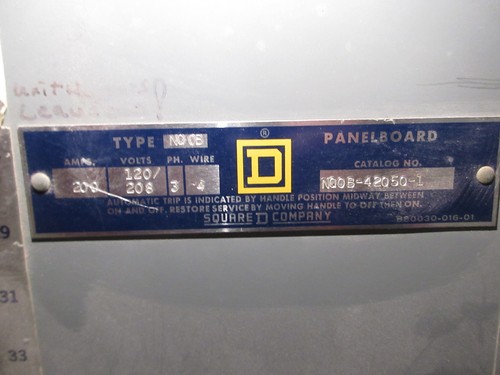 TYPE NQOB
® PANELBOARD
AMPS. VOLTS PH. WIRE
CATALOG NO.
200 120/208 3 4
NQOB-42050-1
AUTOMATIC TRIP IS INDICATED BY HANDLE POSITION MIDWAY BETWEEN
ON AND OFF. RESTORE SERVICE BY MOVING HANDLE TO OFF THEN ON.
SQUARE D COMPANY
D
880030-016-01
9
31
33